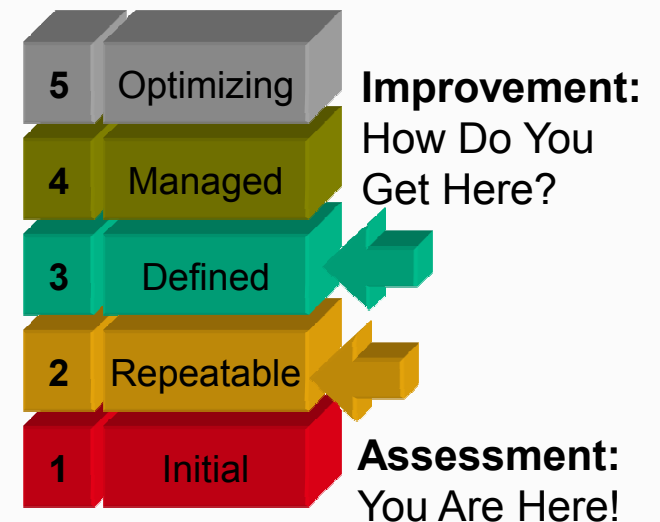 5 Optimizing
4 Managed
3 Defined
2 Repeatable
1 Initial
Improvement:
How Do You
Get Here?
Assessment:
You Are Here!